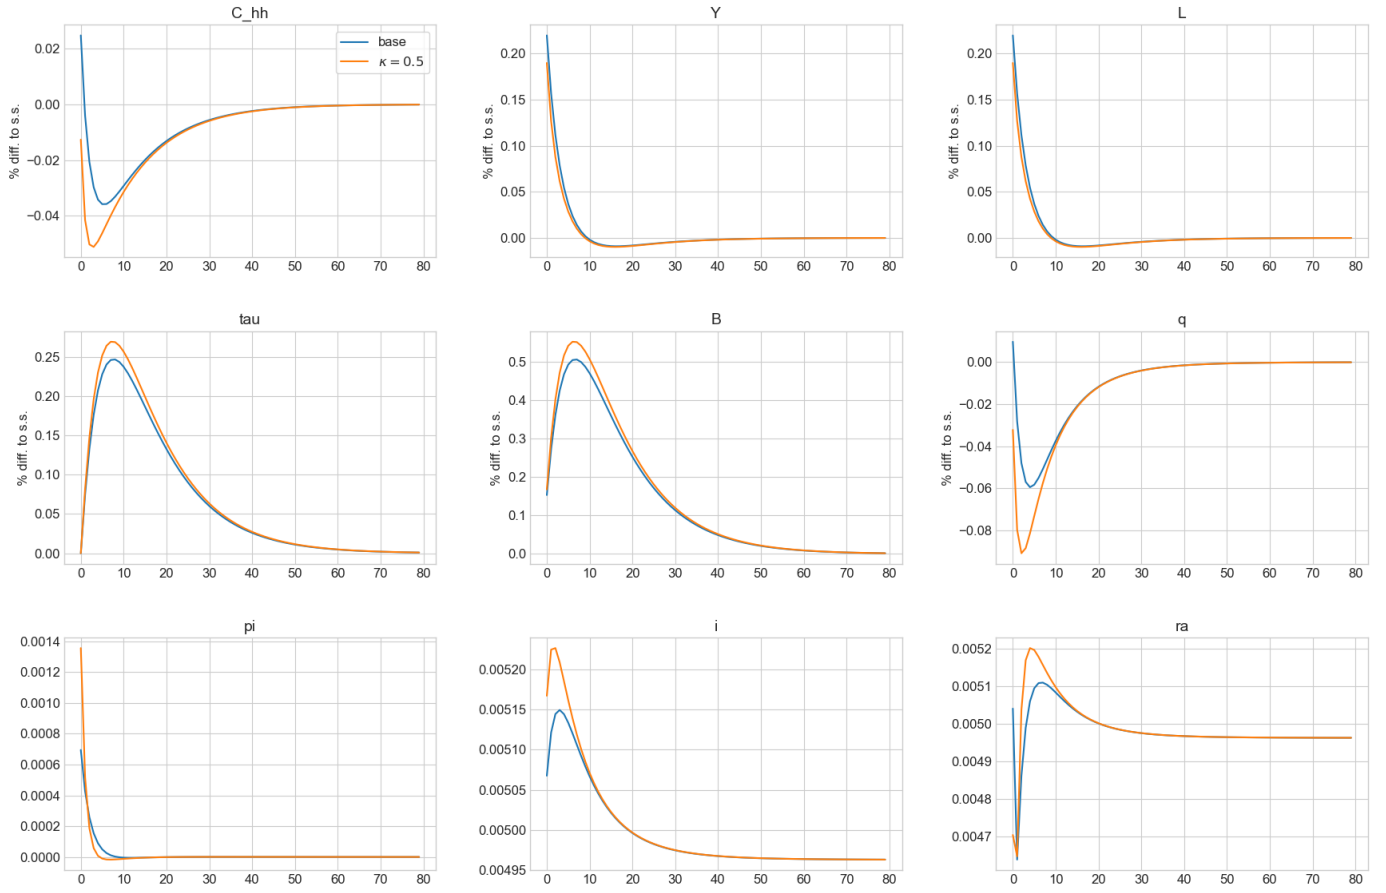 C_hh
Y
L
% diff. to s.s.
0.02
0.00
−0.02
−0.04
base
κ = 0.5
0 10 20 30 40 50 60 70 80
% diff. to s.s.
0.20
0.15
0.10
0.05
0.00
0 10 20 30 40 50 60 70 80
% diff. to s.s.
0.20
0.15
0.10
0.05
0.00
0 10 20 30 40 50 60 70 80
tau
B
q
% diff. to s.s.
0.25
0.20
0.15
0.10
0.05
0.00
0 10 20 30 40 50 60 70 80
% diff. to s.s.
0.5
0.4
0.3
0.2
0.1
0.0
0 10 20 30 40 50 60 70 80
% diff. to s.s.
0.00
−0.02
−0.04
−0.06
−0.08
0 10 20 30 40 50 60 70 80
pi
i
ra
0.0014
0.0012
0.0010
0.0008
0.0006
0.0004
0.0002
0.0000
0 10 20 30 40 50 60 70 80
0.00520
0.00515
0.00510
0.00505
0.00500
0.00495
0 10 20 30 40 50 60 70 80
0.0052
0.0051
0.0050
0.0049
0.0048
0.0047
0 10 20 30 40 50 60 70 80